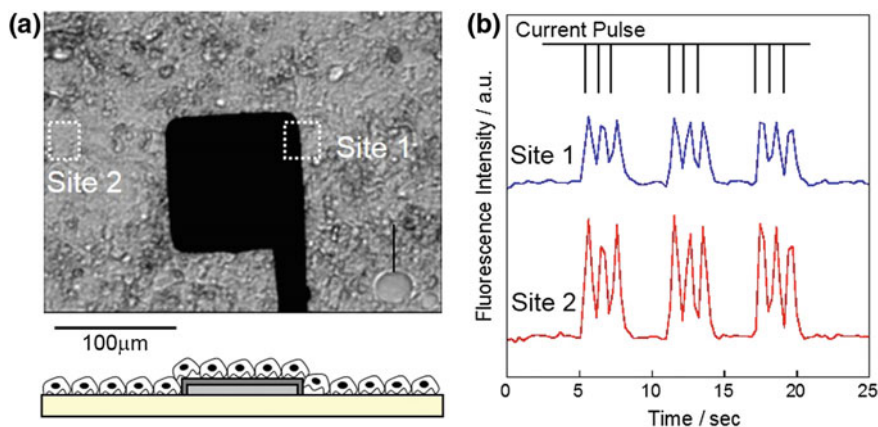 (a)
Site 1
Site 2
100μm
(b)
Current Pulse
Fluorescence Intensity / a.u.
Site 1
Site 2
0 5 10 15 20 25
Time / sec